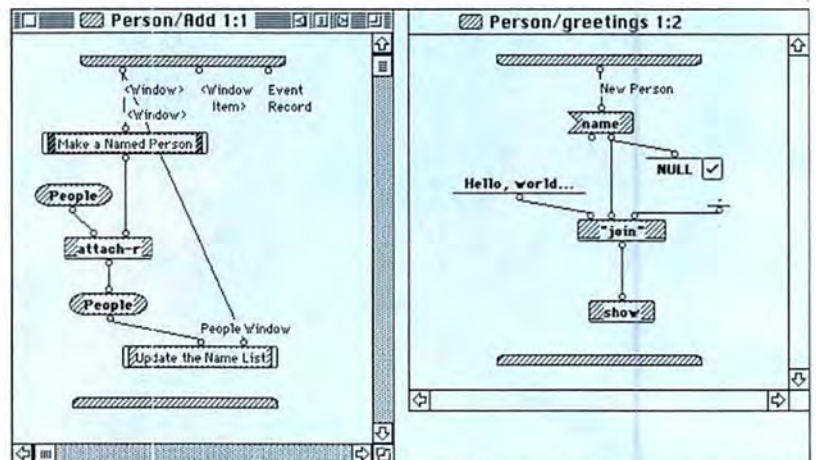 Person/Add 1:1
<Window>
<Window Item>
Event Record
<Window>
Make a Named Person
People
attach-r
People
People Window
Update the Name List
Person/greetings 1:2
New Person
name
NULL
Hello, world...
"join"
show